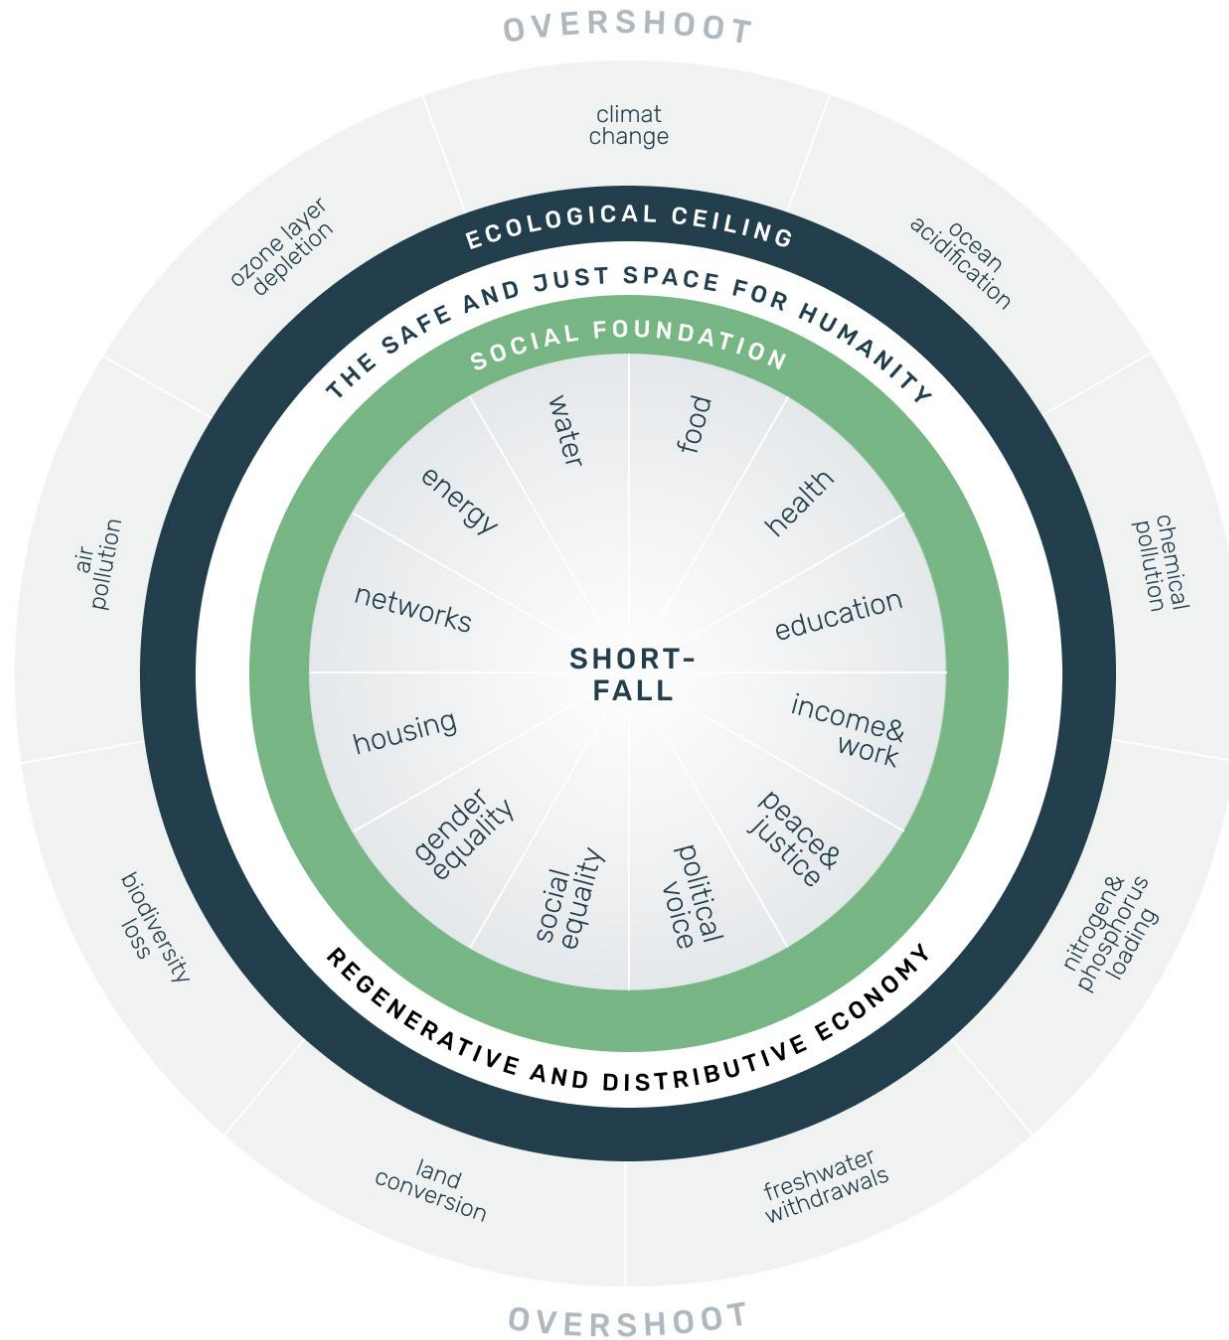 OVERSHOOT
climat
change
ocean
acidification
chemical
pollution
nitrogen&
phosphorus
loading
freshwater
withdrawals
land
conversion
biodiversity
loss
air
pollution
ozone layer
depletion
ECOLOGICAL CEILING
THE SAFE AND JUST SPACE FOR HUMANITY
SOCIAL FOUNDATION
water
food
health
education
income&
work
peace&
justice
political
voice
social
equality
gender
equality
housing
networks
energy
SHORT-
FALL
REGENERATIVE AND DISTRIBUTIVE ECONOMY
OVERSHOOT